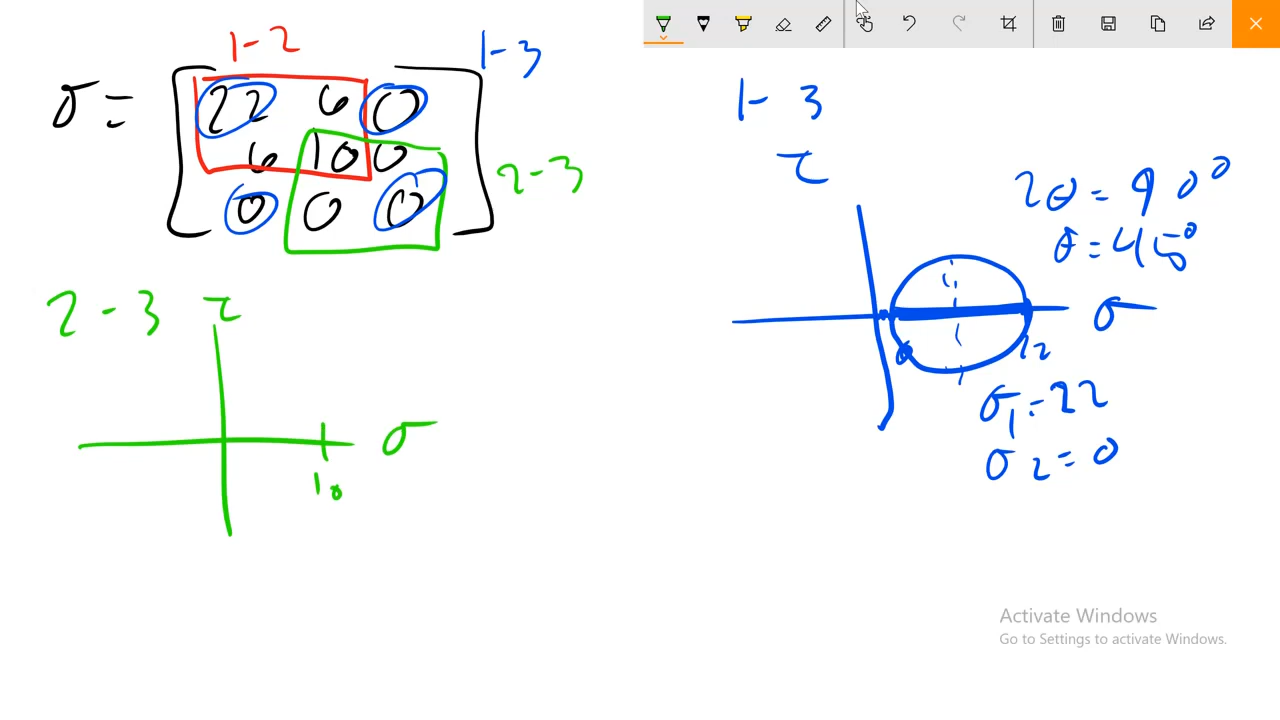 1-2
1-3
σ = [22 6 0
6 10 0
0 0 0]
2-3
2-3
τ
σ
10
1-3
τ
2θ = 90°
θ = 45°
σ
0
12
σ1 = 22
σ2 = 0
Activate Windows
Go to Settings to activate Windows.